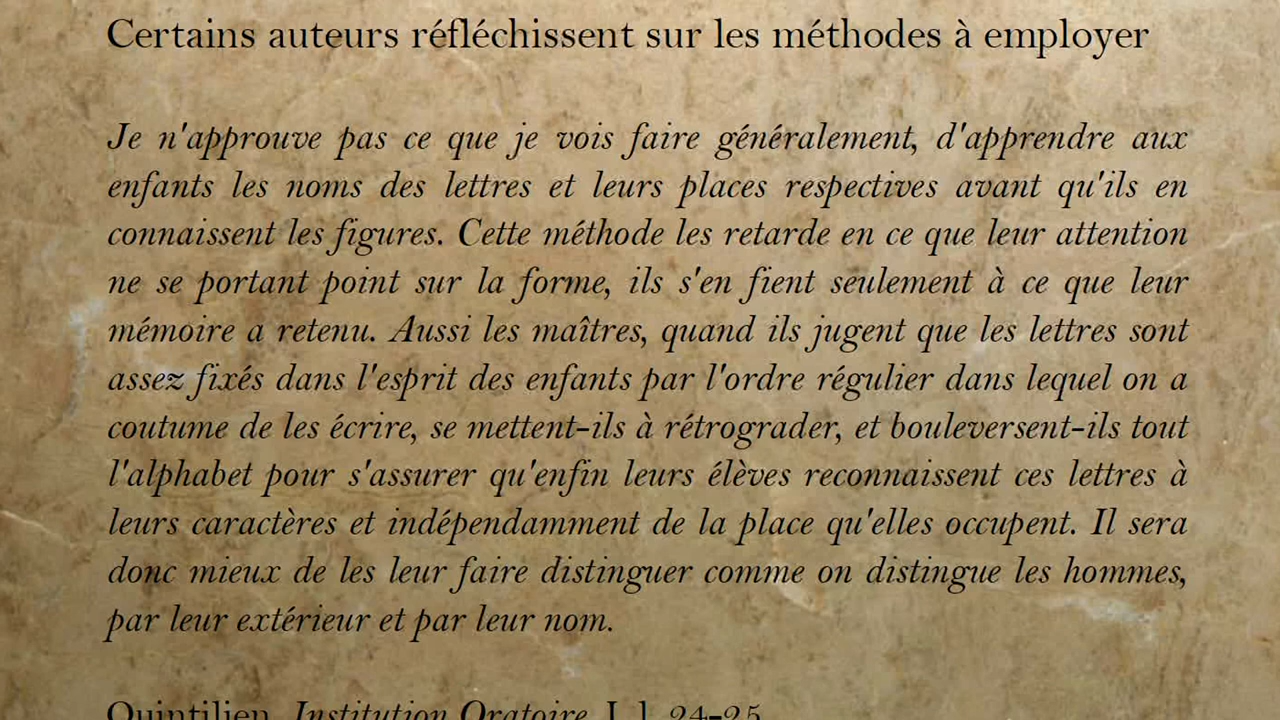 Certains auteurs réfléchissent sur les méthodes à employer
Je n'approuve pas ce que je vois faire généralement, d'apprendre aux
enfants les noms des lettres et leurs places respectives avant qu'ils en
connaissent les figures. Cette méthode les retarde en ce que leur attention
ne se portant point sur la forme, ils s'en fient seulement à ce que leur
mémoire a retenu. Aussi les maîtres, quand ils jugent que les lettres sont
assez fixés dans l'esprit des enfants par l'ordre régulier dans lequel on a
coutume de les écrire, se mettent-ils à rétrograder, et bouleversent-ils tout
l'alphabet pour s'assurer qu'enfin leurs élèves reconnaissent ces lettres à
leurs caractères et indépendamment de la place qu'elles occupent. Il sera
donc mieux de les leur faire distinguer comme on distingue les hommes,
par leur extérieur et par leur nom.
Quintilien, Institution Oratoire, I, 1, 24-25